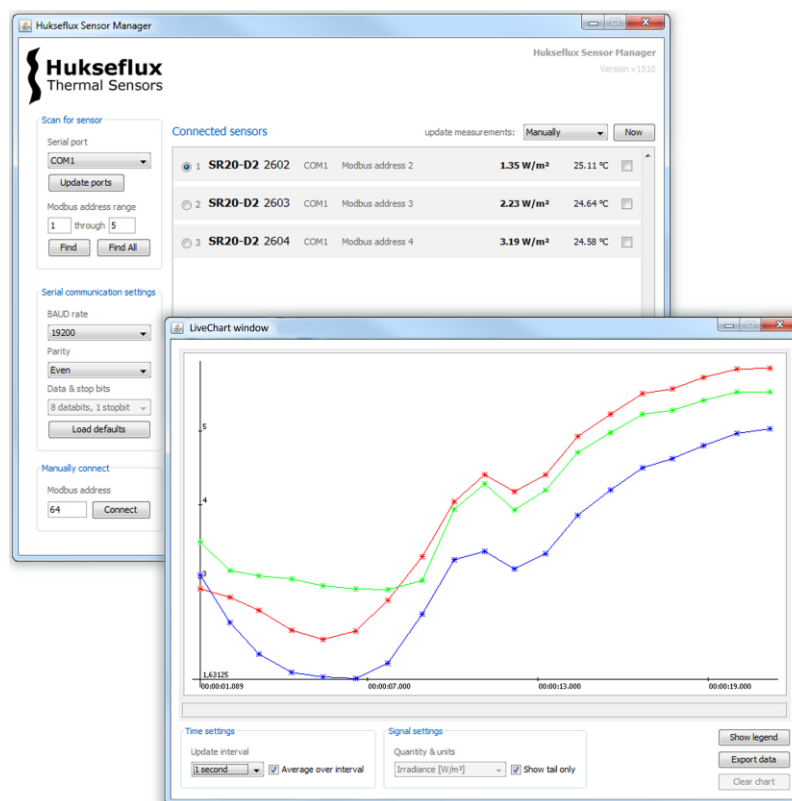 Hukseflux Sensor Manager
Hukseflux Sensor Manager
Version v1510
Hukseflux
Thermal Sensors
Scan for sensor
Serial port
COM1
Update ports
Modbus address range
1 through 5
Find Find All
Connected sensors update measurements: Manually Now
1 SR20-D2 2602 COM1 Modbus address 2 1.35 W/m² 25.11 °C
2 SR20-D2 2603 COM1 Modbus address 3 2.23 W/m² 24.64 °C
3 SR20-D2 2604 COM1 Modbus address 4 3.19 W/m² 24.58 °C
Serial communication settings
BAUD rate
19200
Parity
Even
Data & stop bits
8 databits, 1 stopbit
Load defaults
Manually connect
Modbus address
64 Connect
LiveChart window
5
4
3
1,63125
00:00:01.089 00:00:07.000 00:00:13.000 00:00:19.000
Time settings
Update interval
1 second Average over interval
Signal settings
Quantity & units
Irradiance [W/m²] Show tail only
Show legend
Export data
Clear chart